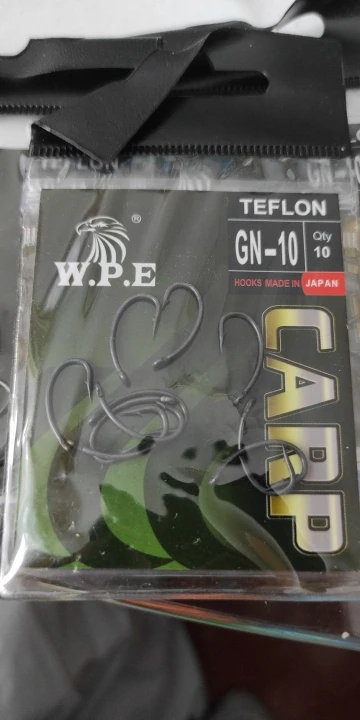 ®
W.P.E
TEFLON
GN-10
Qty
10
HOOKS MADE IN JAPAN
CARP